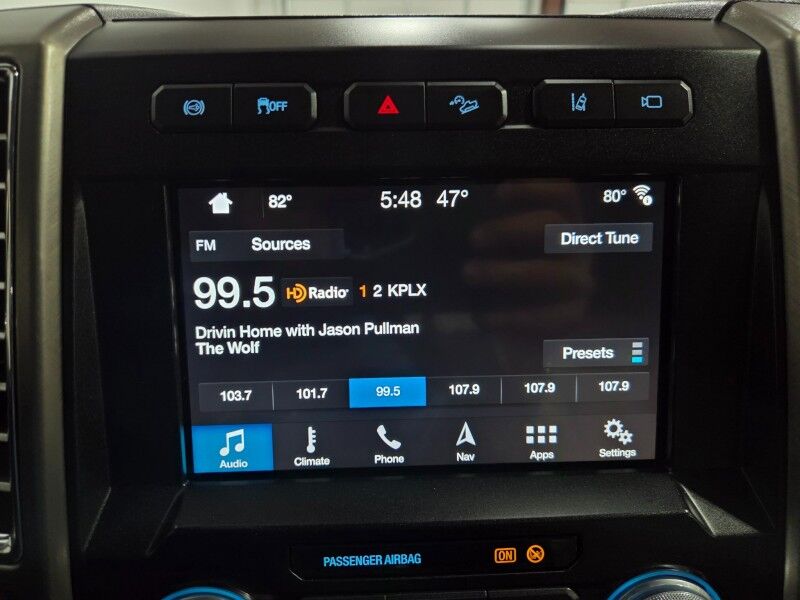 OFF
82° 5:48 47° 80°
FM Sources Direct Tune
99.5 HD Radio 1 2 KPLX
Drivin Home with Jason Pullman
The Wolf
Presets
103.7 101.7 99.5 107.9 107.9 107.9
Audio Climate Phone Nav Apps Settings
PASSENGER AIRBAG ON